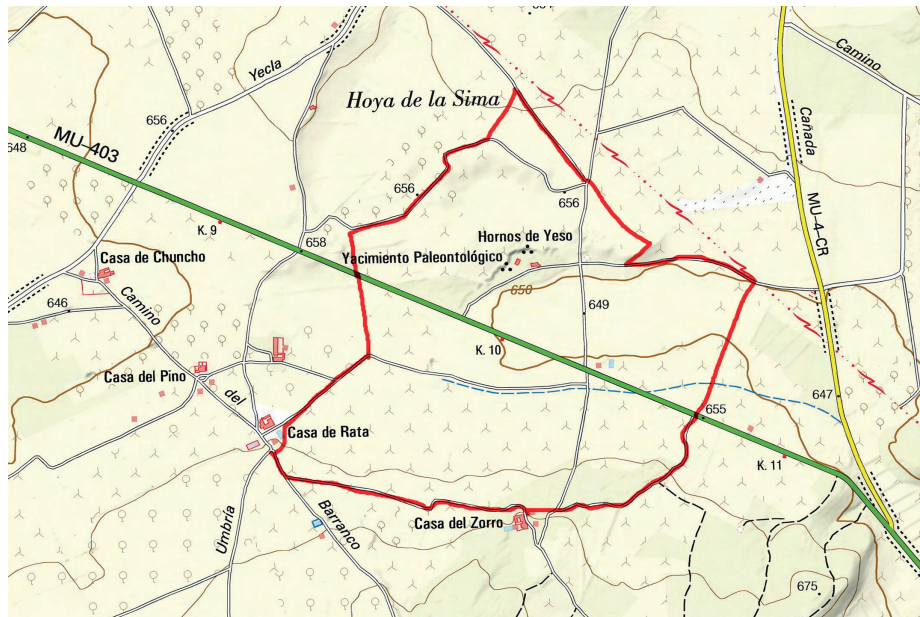 Yecla
Hoya de la Sima
Camino
656
648
MU-403
Cañada
MU-4-CR
656
656
K. 9
658
Hornos de Yeso
Casa de Chuncho
Yacimiento Paleontológico
650
646
Camino
649
K. 10
Casa del Pino
del
647
655
Casa de Rata
K. 11
Casa del Zorro
Umbría
Barranco
675